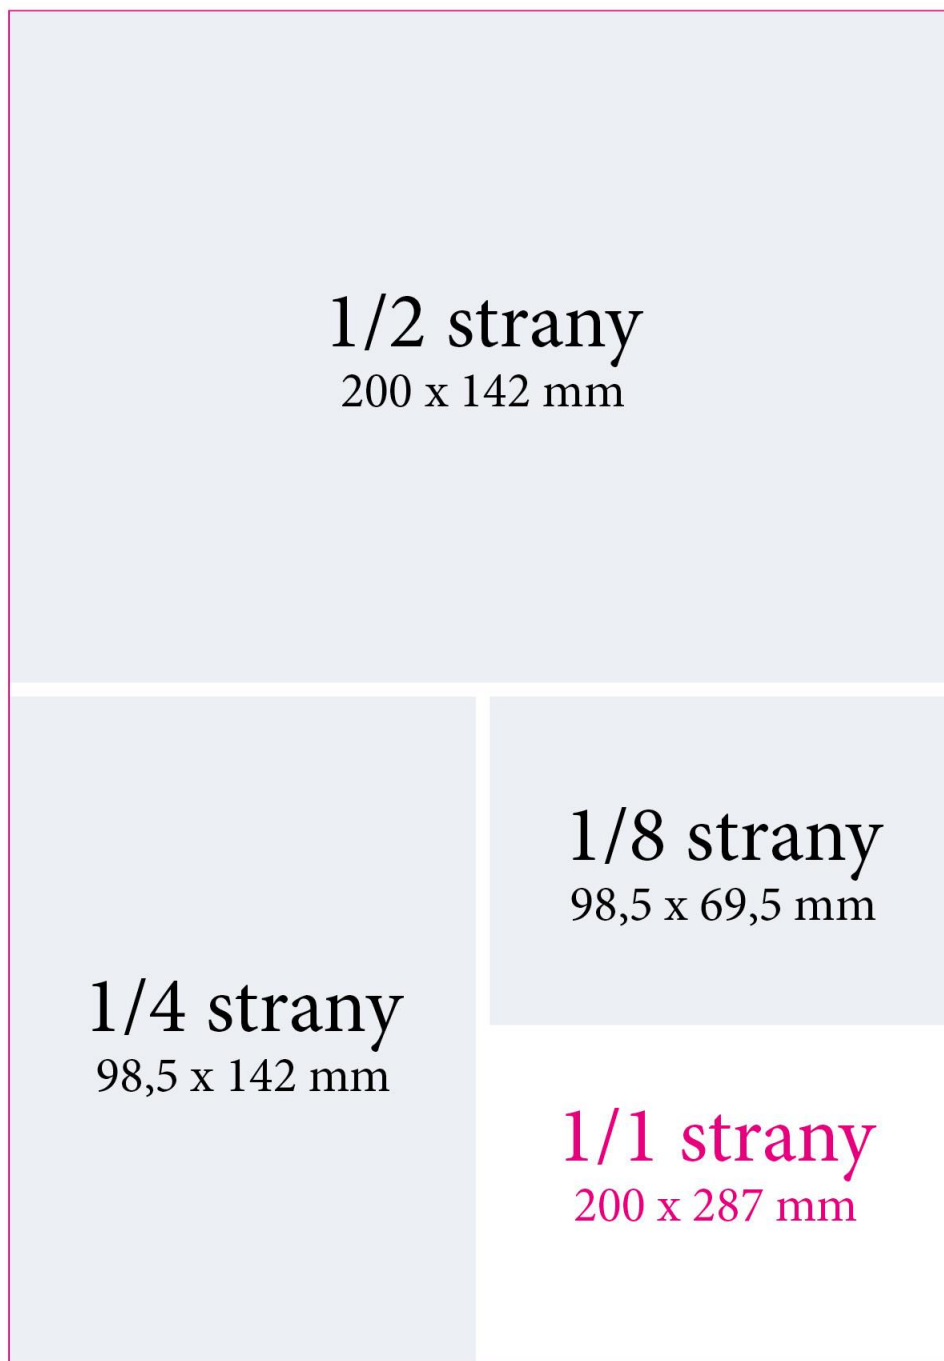 1/2 strany
200 x 142 mm
1/4 strany
98,5 x 142 mm
1/8 strany
98,5 x 69,5 mm
1/1 strany
200 x 287 mm